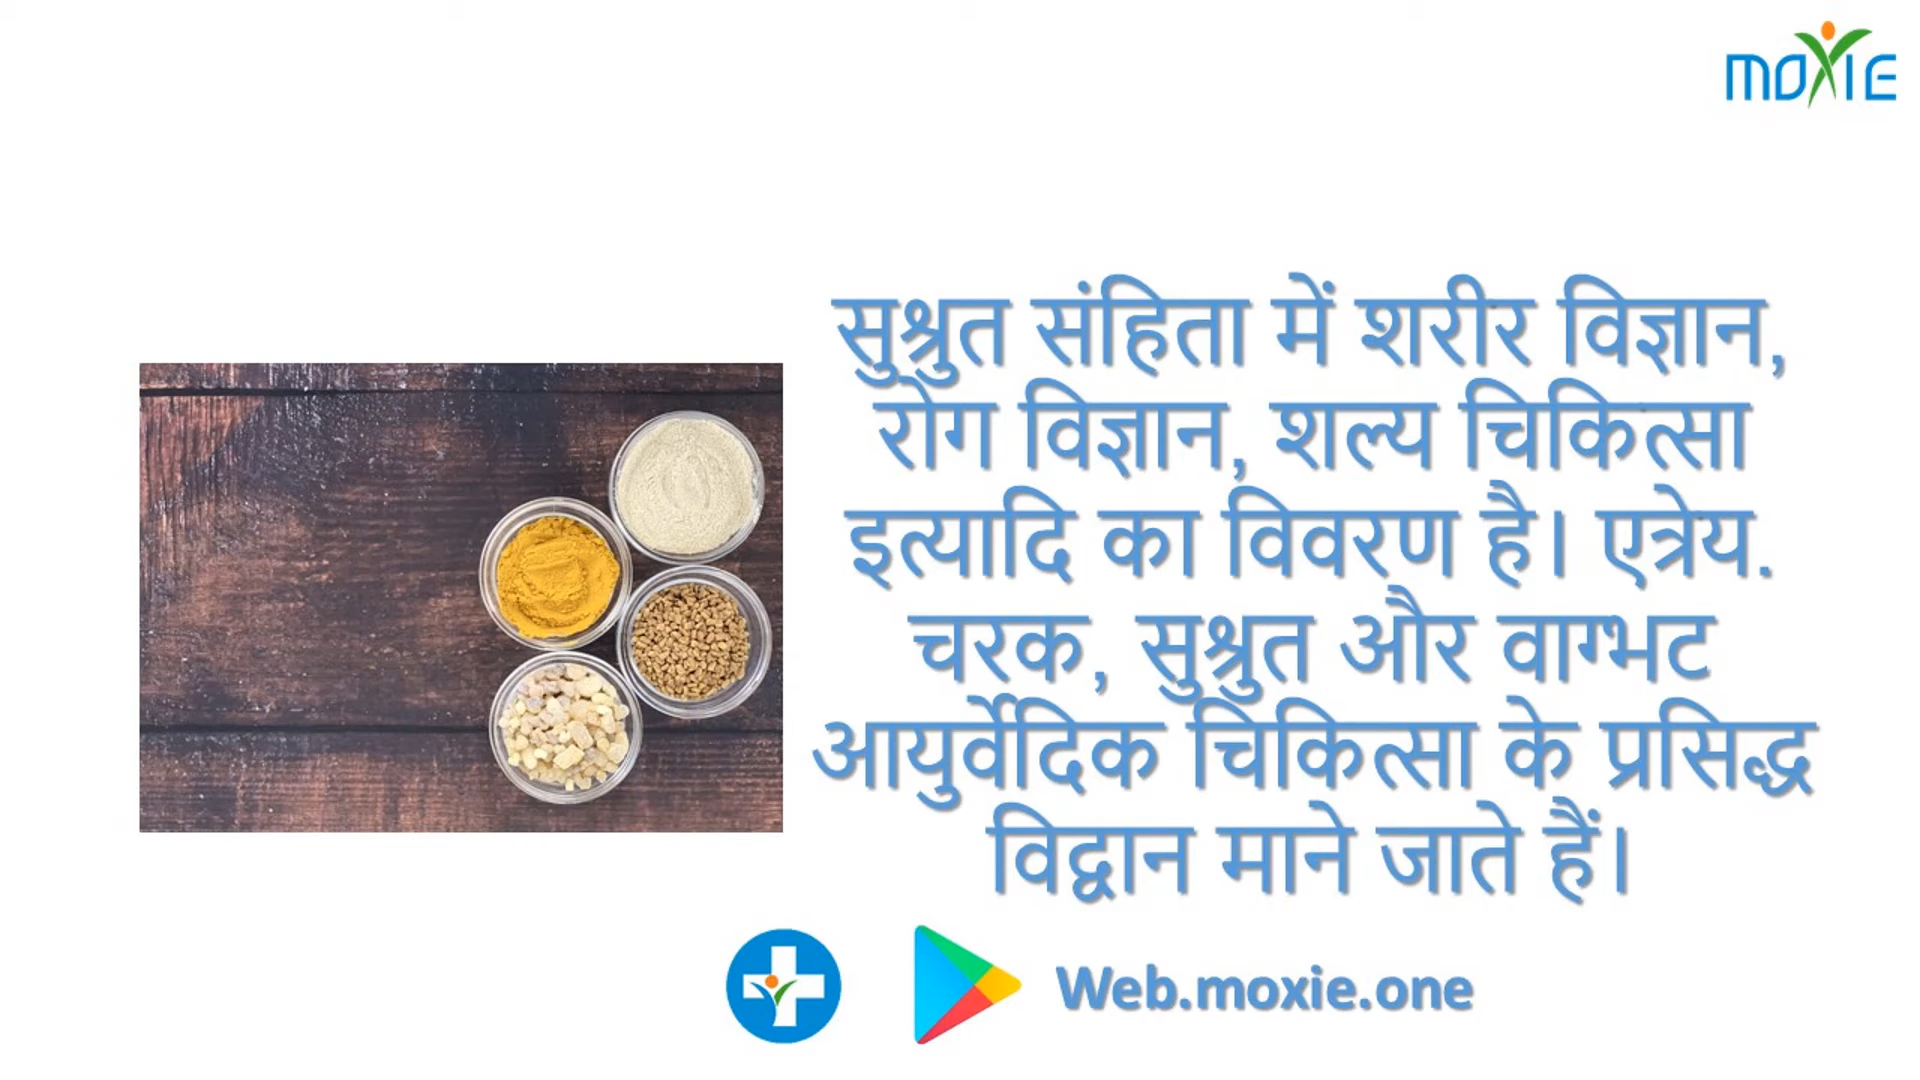 MOXIE
सुश्रुत संहिता में शरीर विज्ञान,
रोग विज्ञान, शल्य चिकित्सा
इत्यादि का विवरण है। एत्रेय.
चरक, सुश्रुत और वाग्भट
आयुर्वेदिक चिकित्सा के प्रसिद्ध
विद्वान माने जाते हैं।
Web.moxie.one